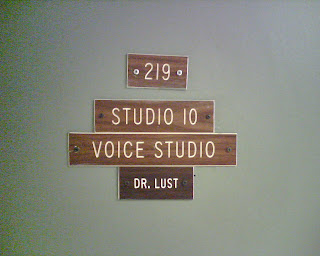 219
STUDIO 10
VOICE STUDIO
DR. LUST